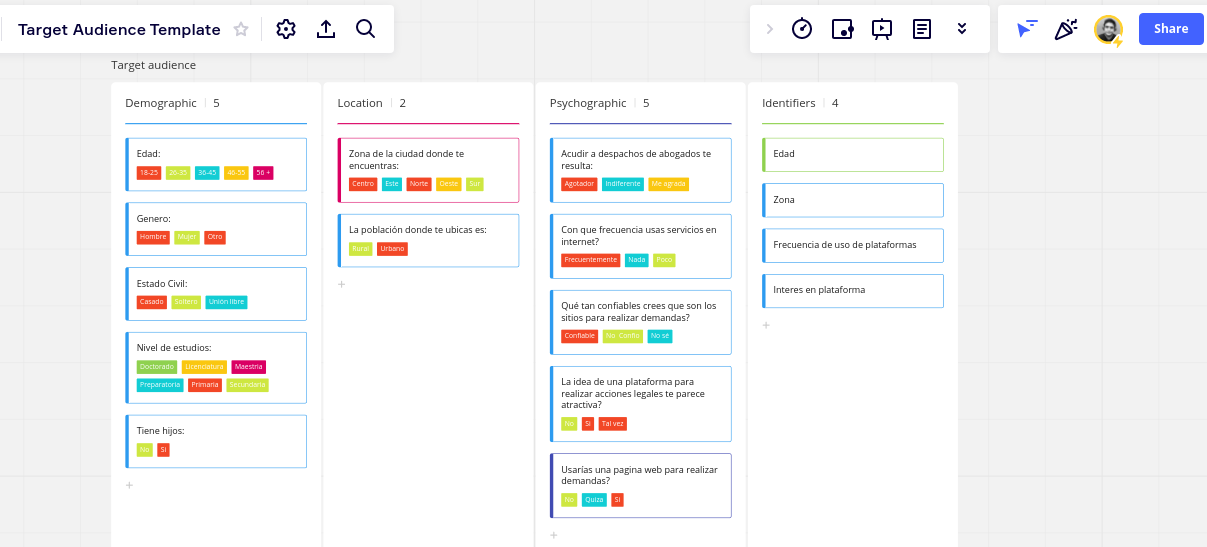 Target Audience Template
Share
Target audience
Demographic 5
Edad:
18-25 26-35 36-45 46-55 56 +
Genero:
Hombre Mujer Otro
Estado Civil:
Casado Soltero Unión libre
Nivel de estudios:
Doctorado Licenciatura Maestría
Preparatoria Primaria Secundaria
Tiene hijos:
No Si
Location 2
Zona de la ciudad donde te
encuentras:
Centro Este Norte Oeste Sur
La población donde te ubicas es:
Rural Urbano
Psychographic 5
Acudir a despachos de abogados te
resulta:
Agotador Indiferente Me agrada
Con que frecuencia usas servicios en
internet?
Frecuentemente Nada Poco
Qué tan confiables crees que son los
sitios para realizar demandas?
Confiable No Confio No sé
La idea de una plataforma para
realizar acciones legales te parece
atractiva?
No Si Tal vez
Usarías una pagina web para realizar
demandas?
No Quiza Si
Identifiers 4
Edad
Zona
Frecuencia de uso de plataformas
Interes en plataforma